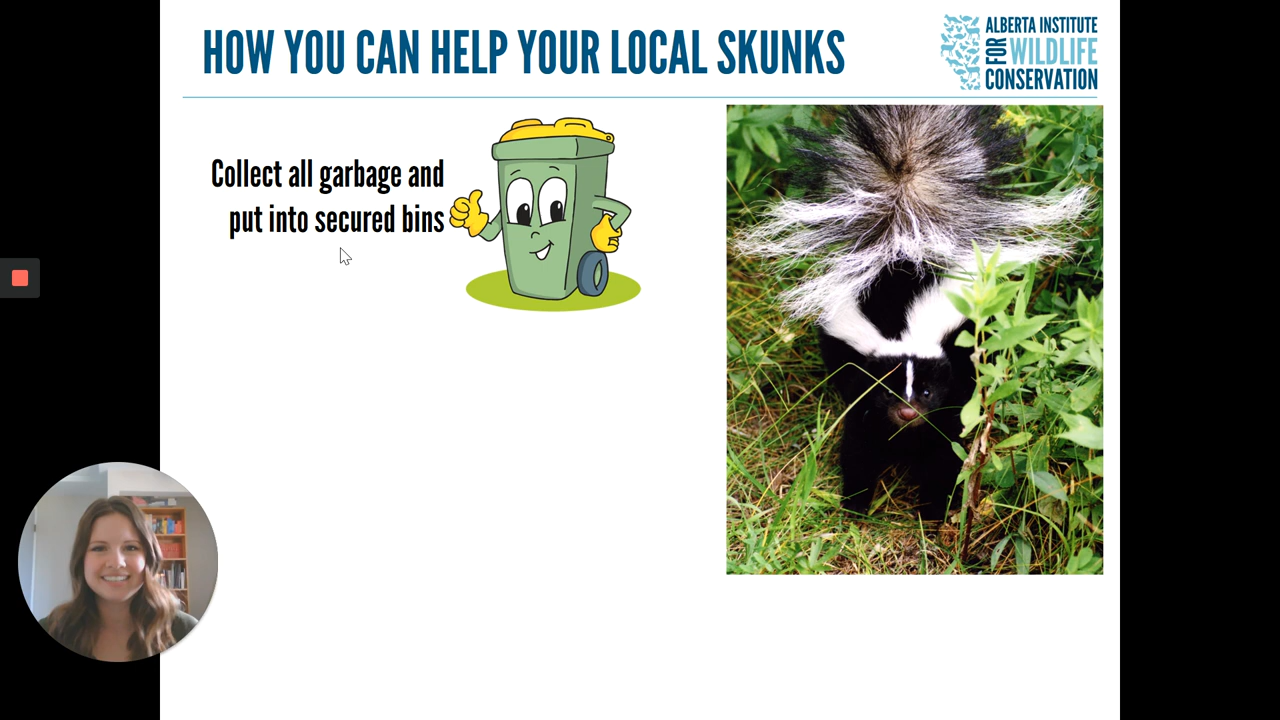 HOW YOU CAN HELP YOUR LOCAL SKUNKS
ALBERTA INSTITUTE
FOR WILDLIFE
CONSERVATION
Collect all garbage and
put into secured bins